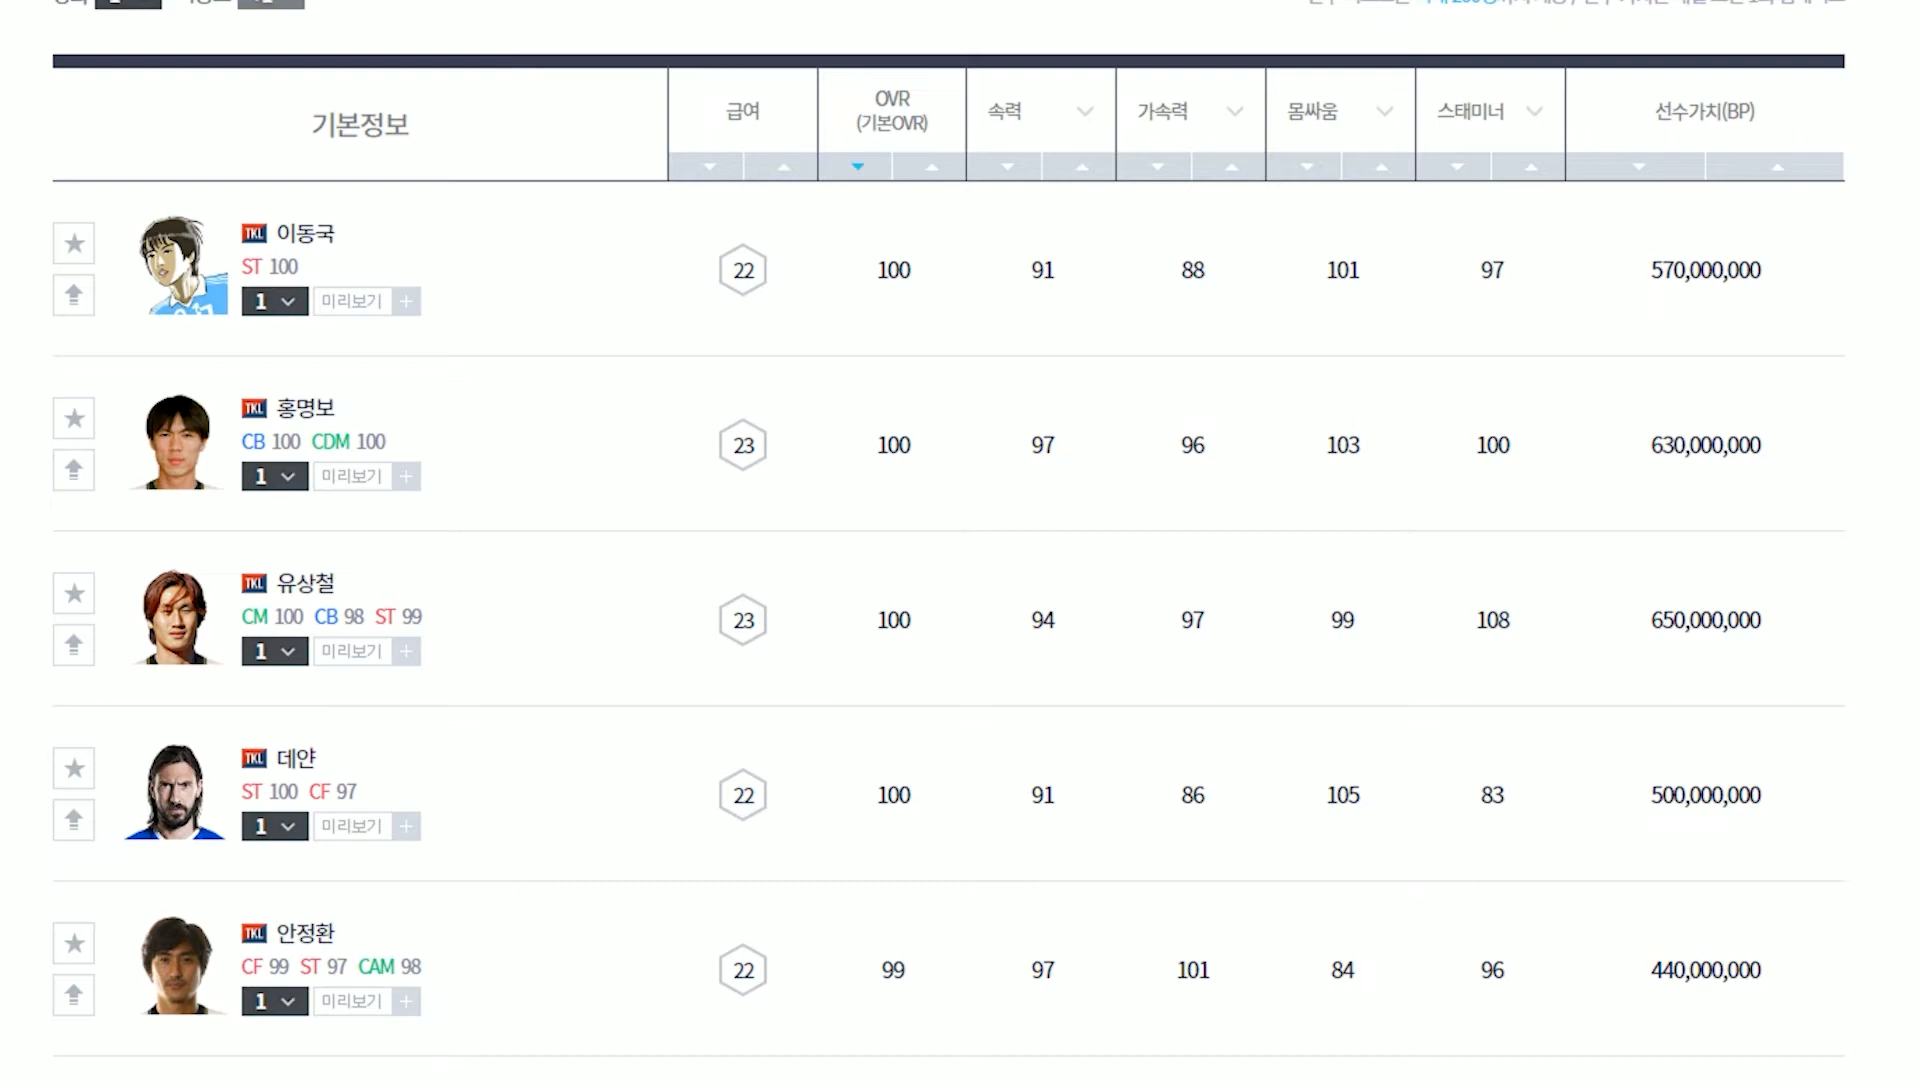 기본정보 급여 OVR (기본OVR) 속력 가속력 몸싸움 스태미너 선수가치(BP)
TKL 이동국
ST 100
1 미리보기 +
22 100 91 88 101 97 570,000,000
TKL 홍명보
CB 100 CDM 100
1 미리보기 +
23 100 97 96 103 100 630,000,000
TKL 유상철
CM 100 CB 98 ST 99
1 미리보기 +
23 100 94 97 99 108 650,000,000
TKL 데얀
ST 100 CF 97
1 미리보기 +
22 100 91 86 105 83 500,000,000
TKL 안정환
CF 99 ST 97 CAM 98
1 미리보기 +
22 99 97 101 84 96 440,000,000